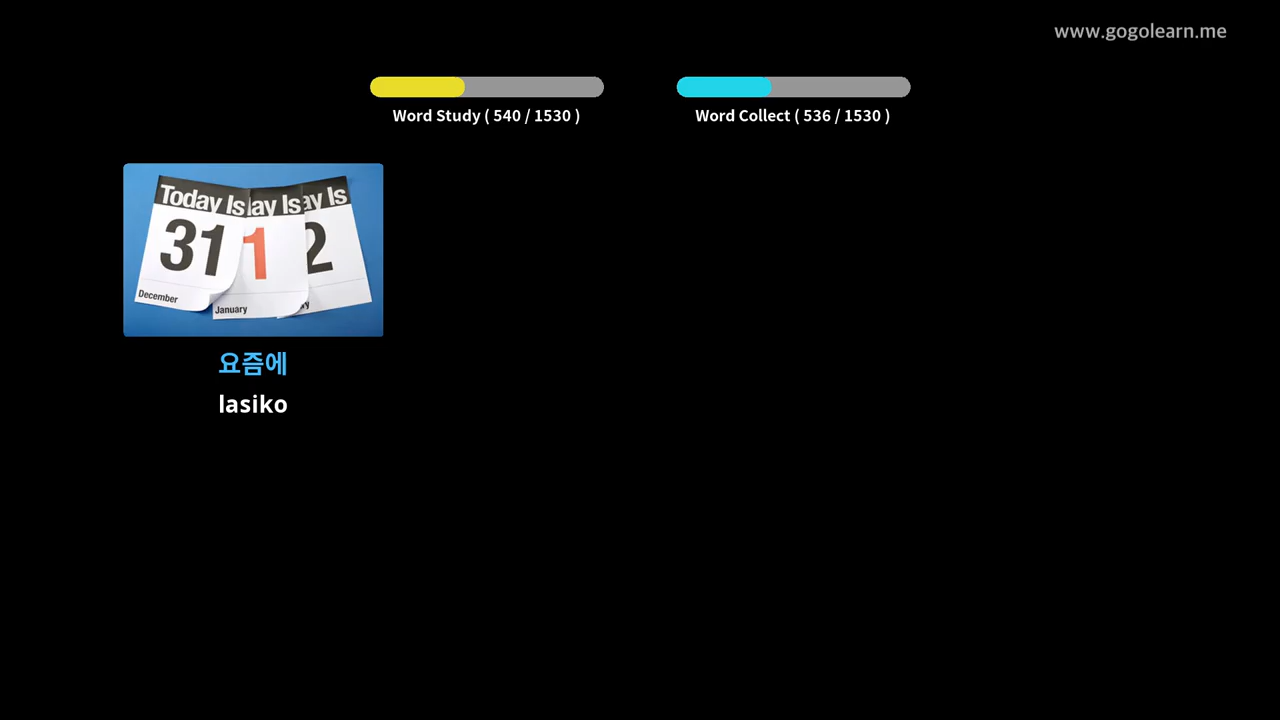 www.gogolearn.me
Word Study ( 540 / 1530 )
Word Collect ( 536 / 1530 )
Today Is
ay Is
ay Is
31
1
2
December
January
요즘에
lasiko